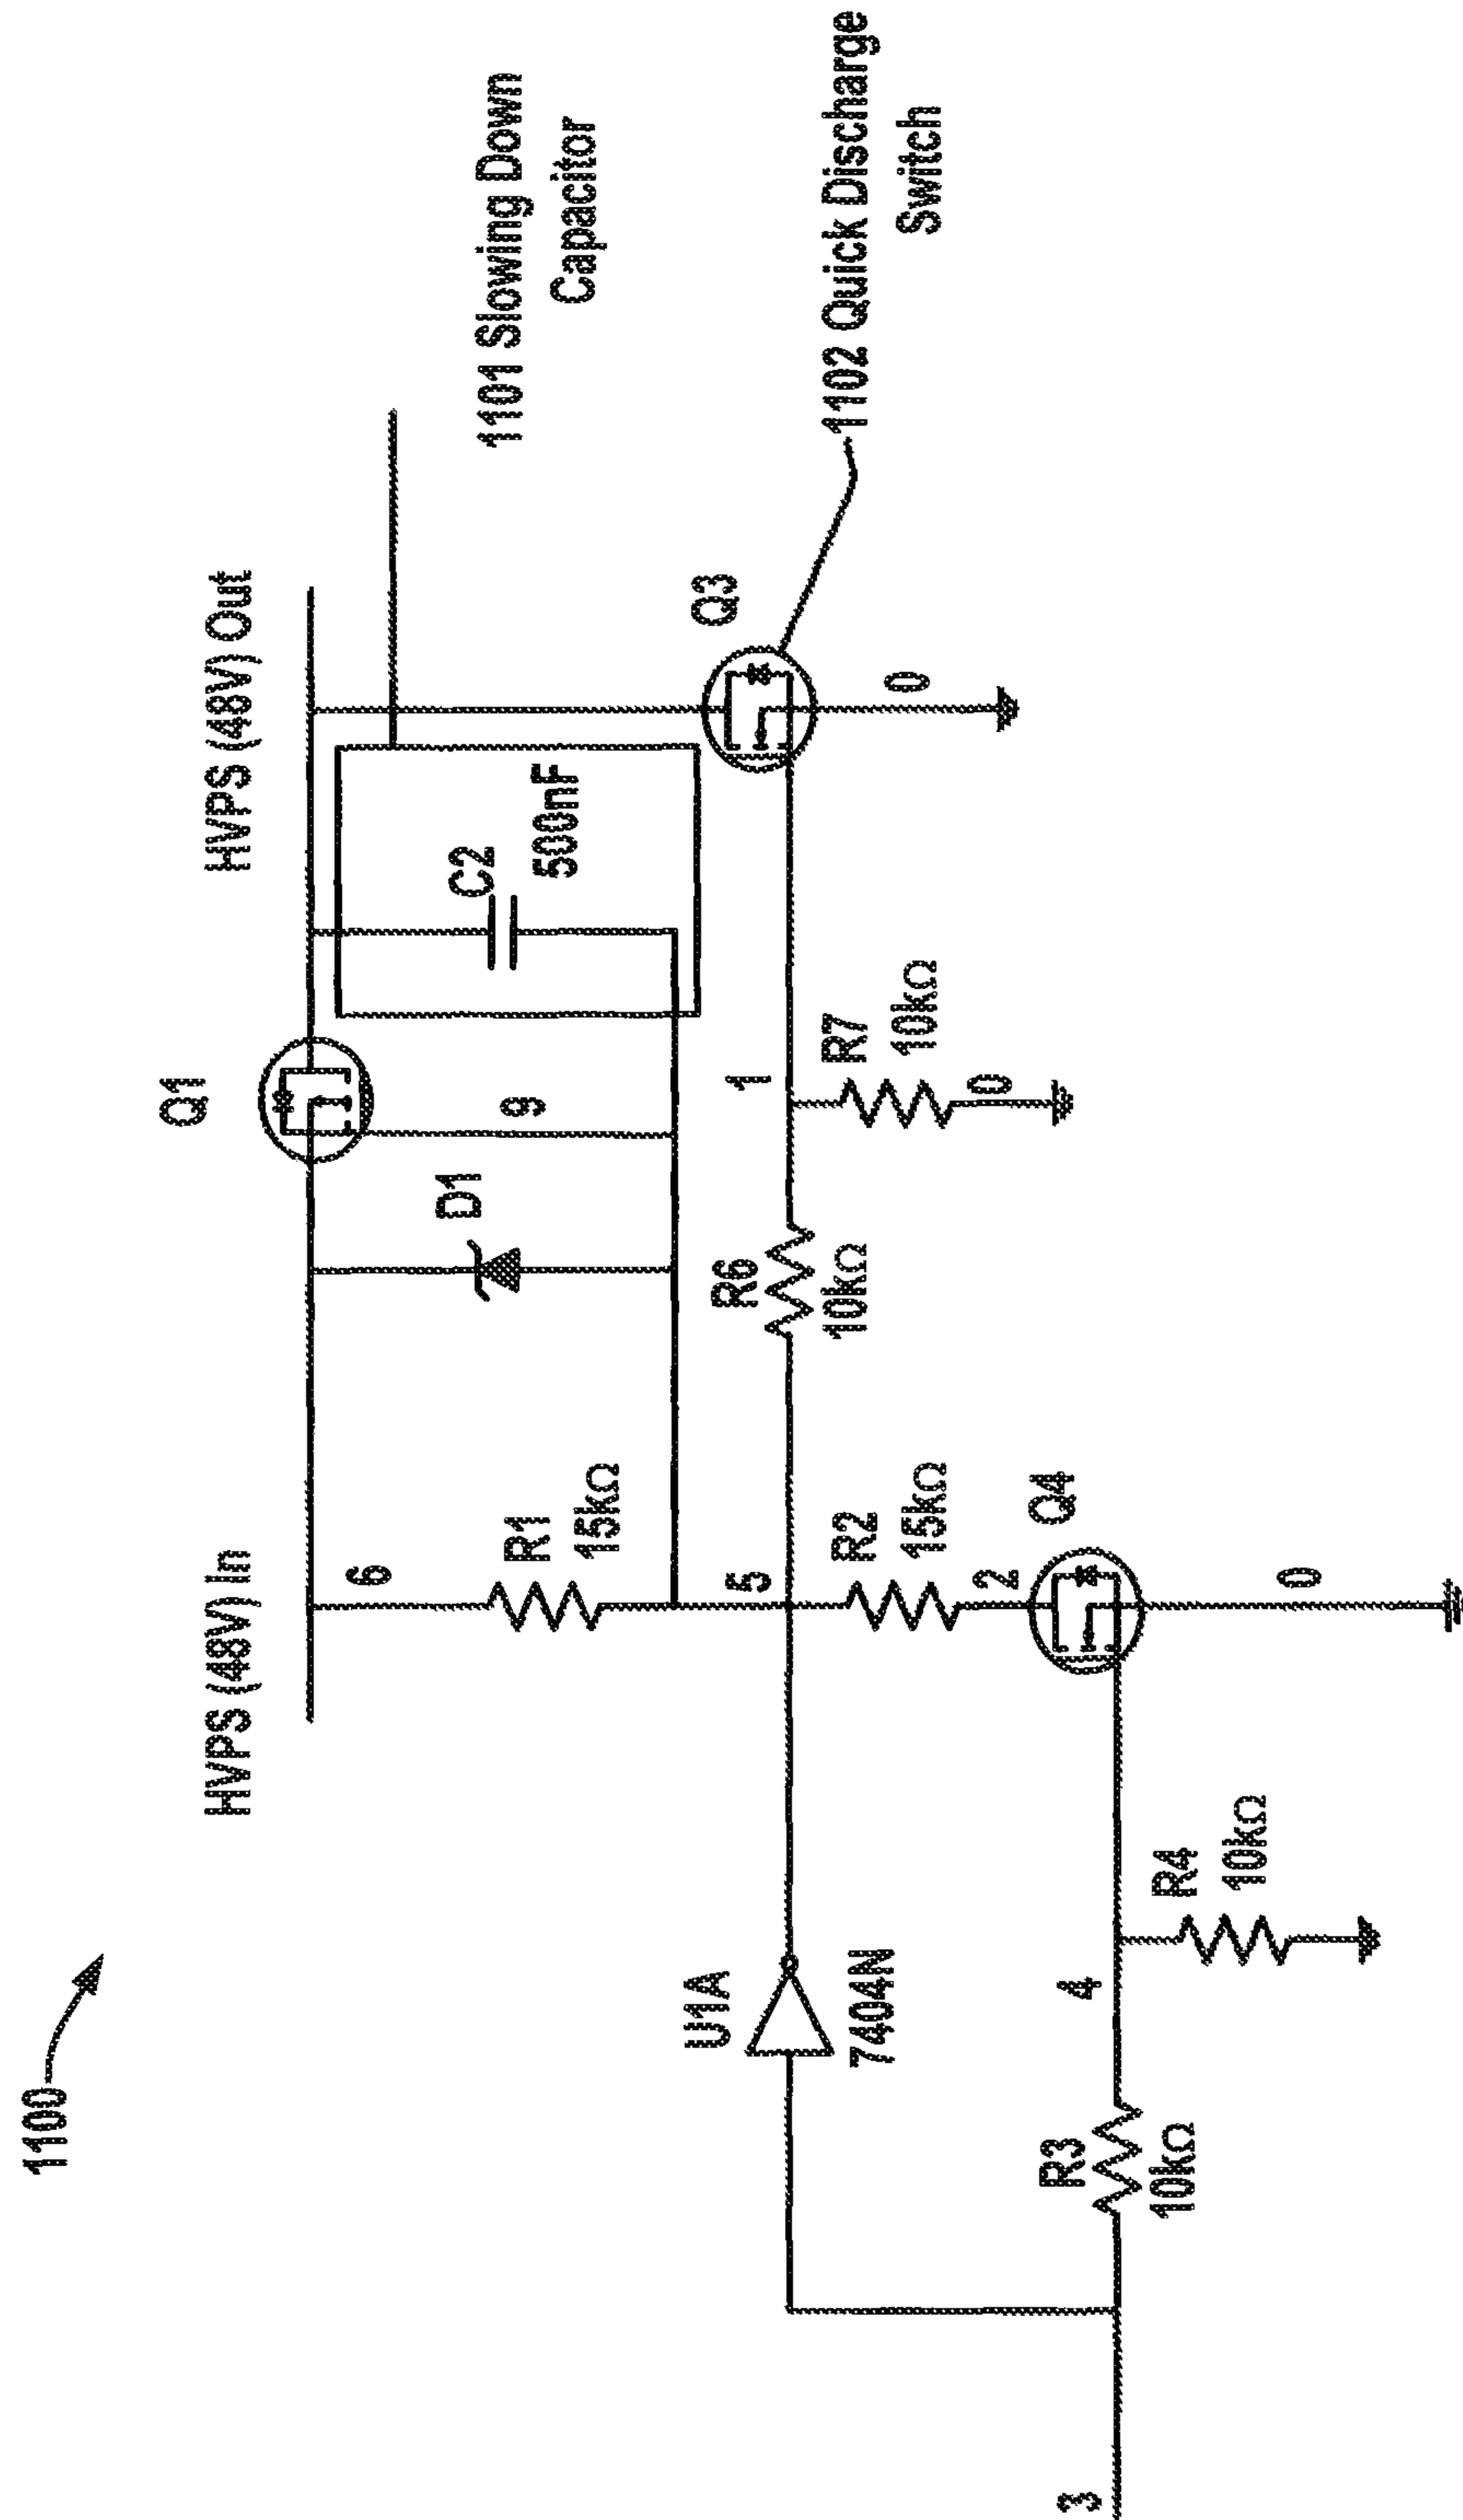 1100
HVPS (48V) In
HVPS (48V) Out
Q1
6
R1
15kΩ
D1
9
C2
500nF
1101 Slowing Down
Capacitor
5
R6
10kΩ
1
R7
10kΩ
0
Q3
0
1102 Quick Discharge
Switch
U1A
7404N
R2
15kΩ
2
Q4
0
3
R3
10kΩ
4
R4
10kΩ